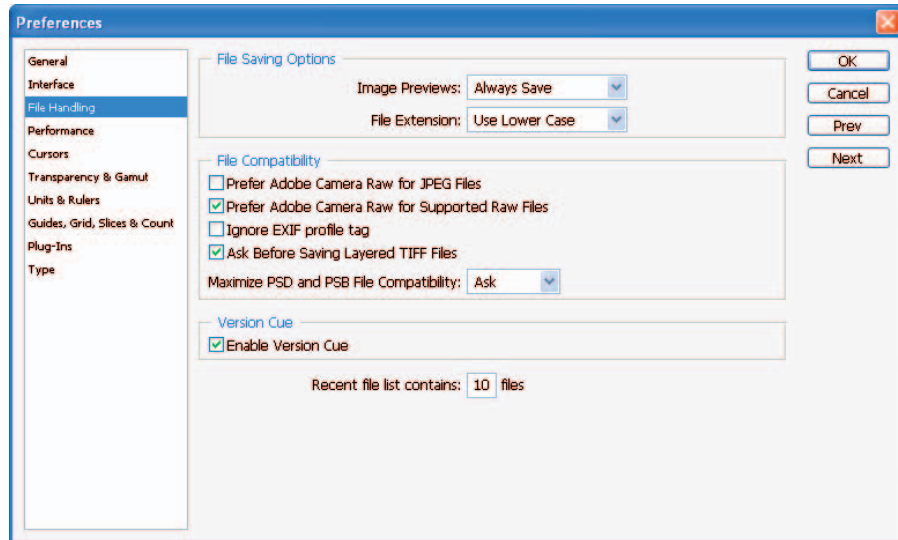 Preferences
General
Interface
File Handling
Performance
Cursors
Transparency & Gamut
Units & Rulers
Guides, Grid, Slices & Count
Plug-Ins
Type
File Saving Options
Image Previews: Always Save
File Extension: Use Lower Case
File Compatibility
Prefer Adobe Camera Raw for JPEG Files
Prefer Adobe Camera Raw for Supported Raw Files
Ignore EXIF profile tag
Ask Before Saving Layered TIFF Files
Maximize PSD and PSB File Compatibility: Ask
Version Cue
Enable Version Cue
Recent file list contains: 10 files
OK
Cancel
Prev
Next